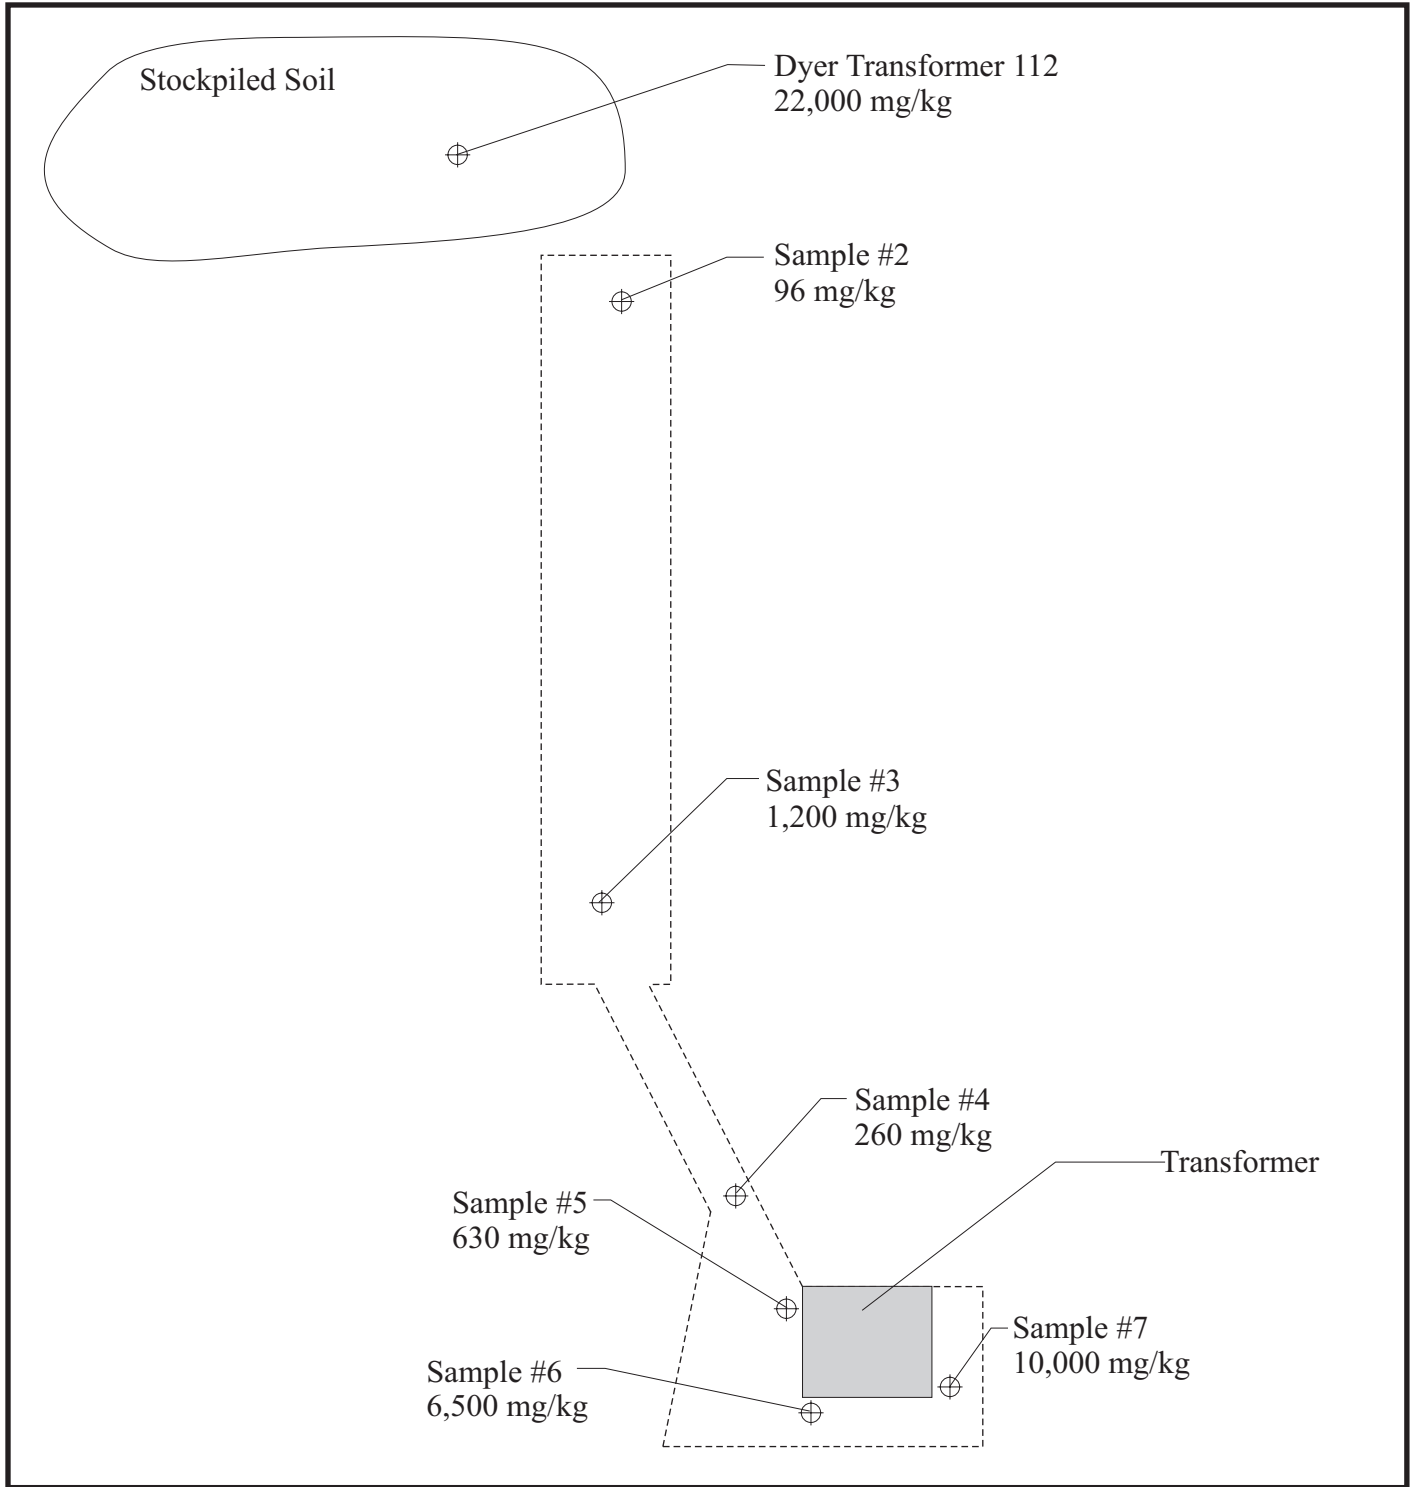 Stockpiled Soil
Dyer Transformer 112
22,000 mg/kg
Sample #2
96 mg/kg
Sample #3
1,200 mg/kg
Sample #4
260 mg/kg
Transformer
Sample #5
630 mg/kg
Sample #7
10,000 mg/kg
Sample #6
6,500 mg/kg